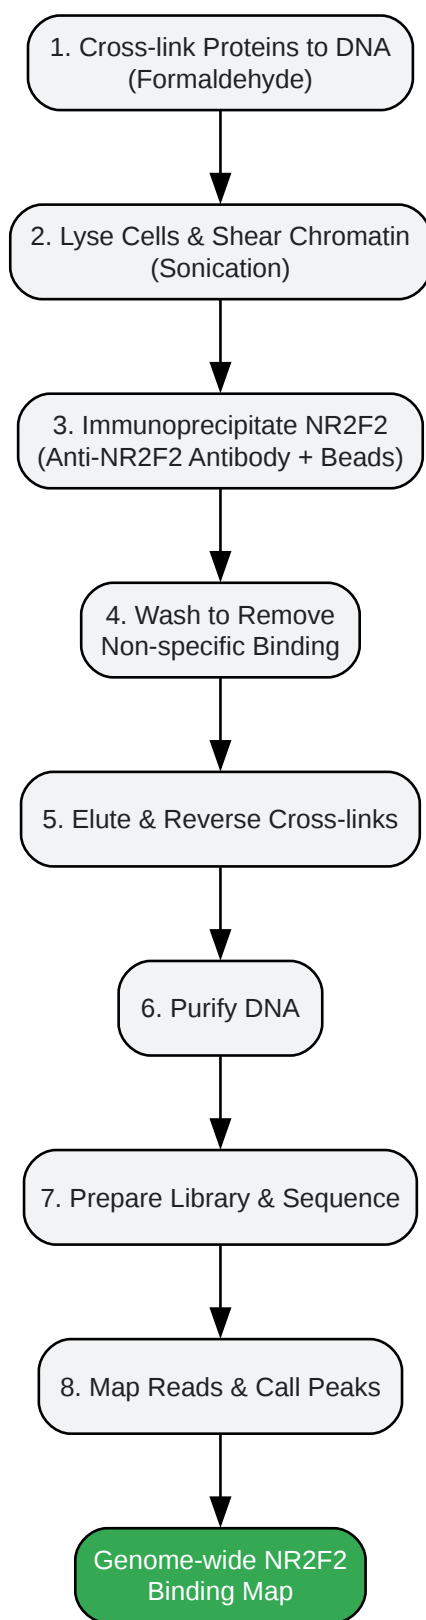 1. Cross-link Proteins to DNA
(Formaldehyde)
2. Lyse Cells & Shear Chromatin
(Sonication)
3. Immunoprecipitate NR2F2
(Anti-NR2F2 Antibody + Beads)
4. Wash to Remove
Non-specific Binding
5. Elute & Reverse Cross-links
6. Purify DNA
7. Prepare Library & Sequence
8. Map Reads & Call Peaks
Genome-wide NR2F2
Binding Map